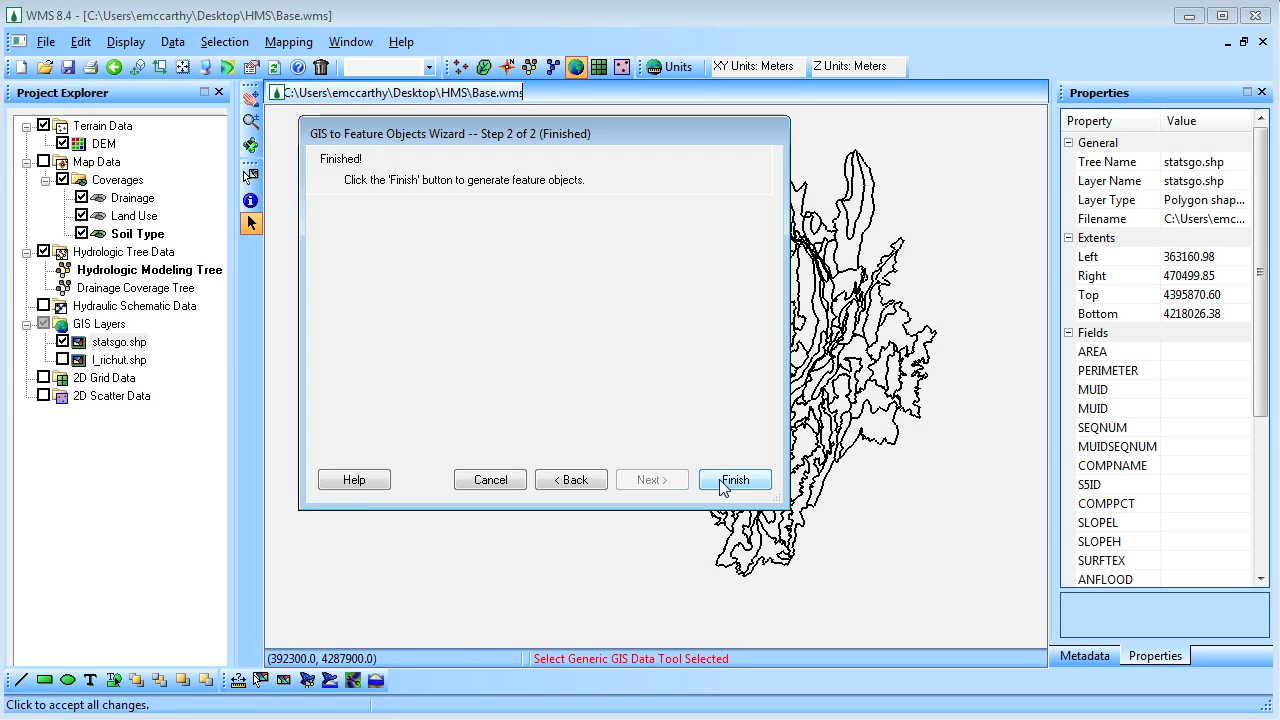 WMS 8.4 - [C:\Users\emccarthy\Desktop\HMS\Base.wms]
File Edit Display Data Selection Mapping Window Help
Units XY Units: Meters Z Units: Meters
Project Explorer
Terrain Data
DEM
Map Data
Coverages
Drainage
Land Use
Soil Type
Hydrologic Tree Data
Hydrologic Modeling Tree
Drainage Coverage Tree
Hydraulic Schematic Data
GIS Layers
statsgo.shp
l_richut.shp
2D Grid Data
2D Scatter Data
C:\Users\emccarthy\Desktop\HMS\Base.wms
GIS to Feature Objects Wizard -- Step 2 of 2 (Finished)
Finished!
Click the 'Finish' button to generate feature objects.
Help Cancel < Back Next > Finish
(392300.0, 4287900.0) Select Generic GIS Data Tool Selected
Properties
Property Value
General
Tree Name statsgo.shp
Layer Name statsgo.shp
Layer Type Polygon shap...
Filename C:\Users\emc...
Extents
Left 363160.98
Right 470499.85
Top 4395870.60
Bottom 4218026.38
Fields
AREA
PERIMETER
MUID
MUID
SEQNUM
MUIDSEQNUM
COMPNAME
S5ID
COMPPCT
SLOPEL
SLOPEH
SURFTEX
ANFLOOD
Metadata Properties
T
Click to accept all changes.